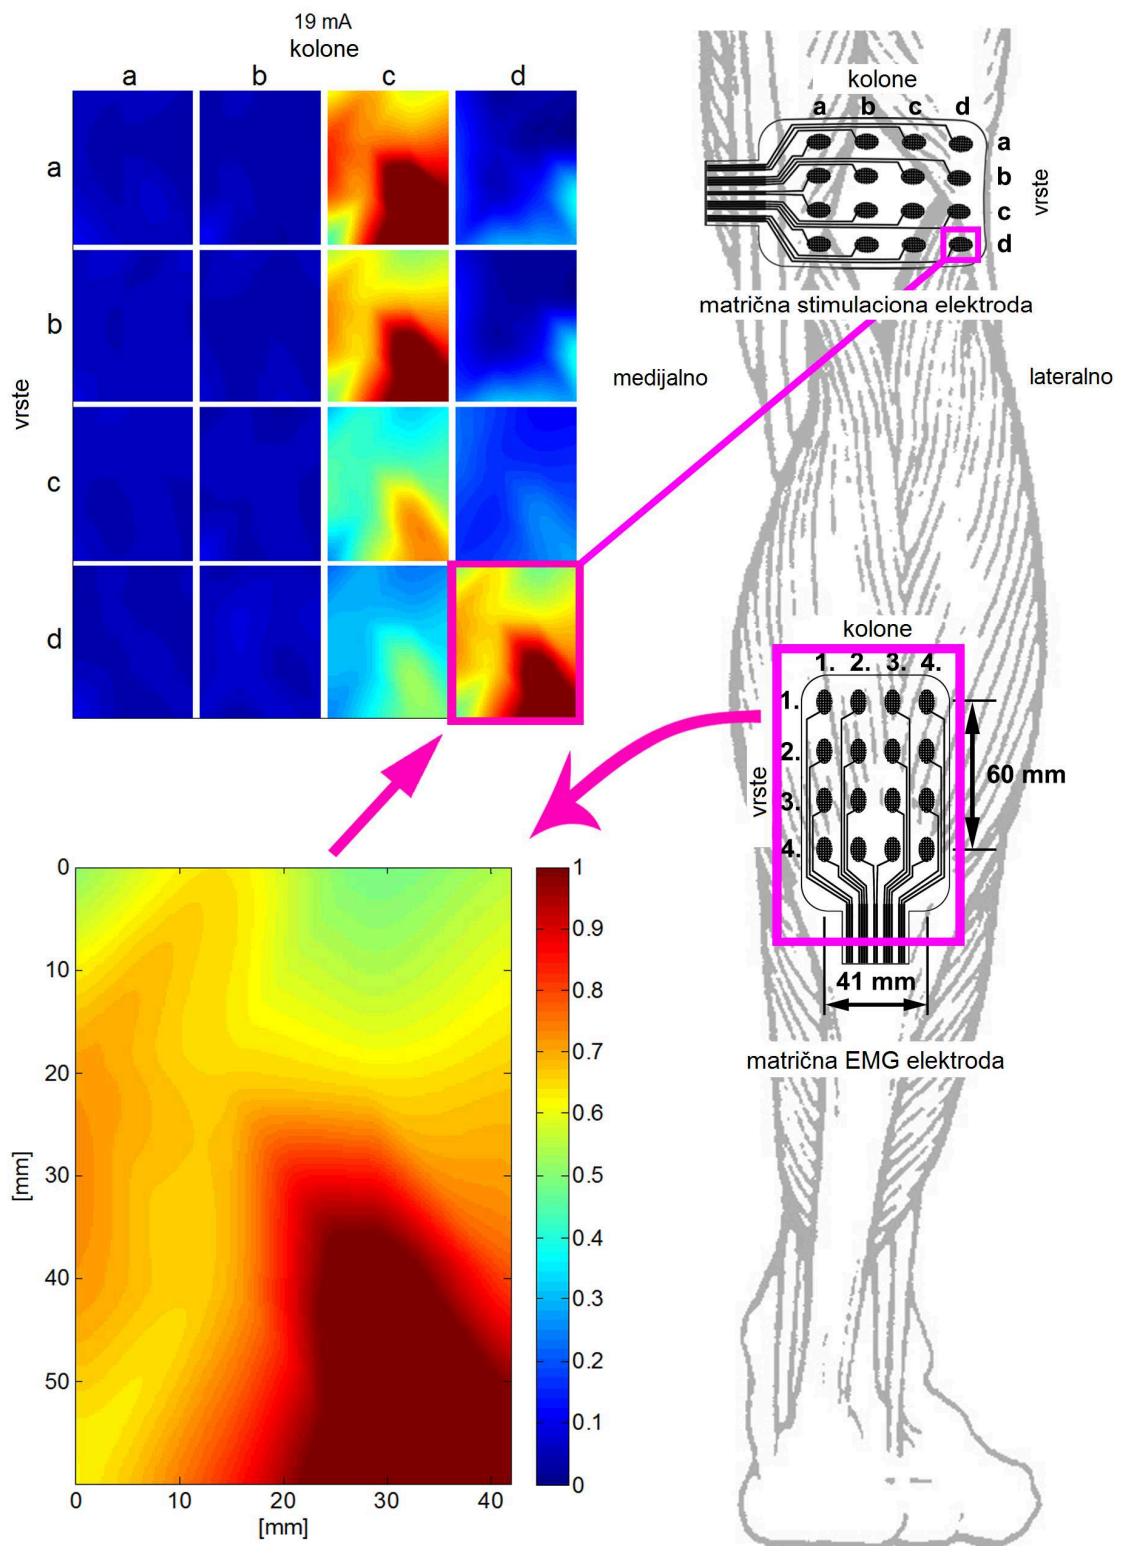 19 mA
kolone
a b c d
vrste
a
b
c
d
kolone
a b c d
a
b
c
d
vrste
matrična stimulaciona elektroda
medijalno
lateralno
kolone
1. 2. 3. 4.
1.
2.
3.
4.
vrste
60 mm
41 mm
matrična EMG elektroda
0
10
20
30
40
50
[mm]
0 10 20 30 40
[mm]
1
0.9
0.8
0.7
0.6
0.5
0.4
0.3
0.2
0.1
0